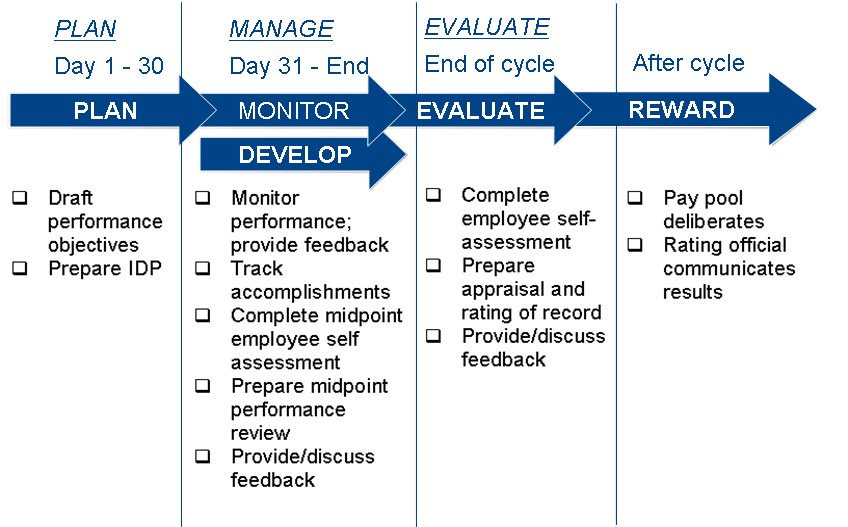 PLAN
Day 1 - 30
PLAN
❑ Draft
performance
objectives
❑ Prepare IDP
MANAGE
Day 31 - End
MONITOR
DEVELOP
❑ Monitor
performance;
provide feedback
❑ Track
accomplishments
❑ Complete midpoint
employee self
assessment
❑ Prepare midpoint
performance
review
❑ Provide/discuss
feedback
EVALUATE
End of cycle
EVALUATE
❑ Complete
employee self-
assessment
❑ Prepare
appraisal and
rating of record
❑ Provide/discuss
feedback
After cycle
REWARD
❑ Pay pool
deliberates
❑ Rating official
communicates
results